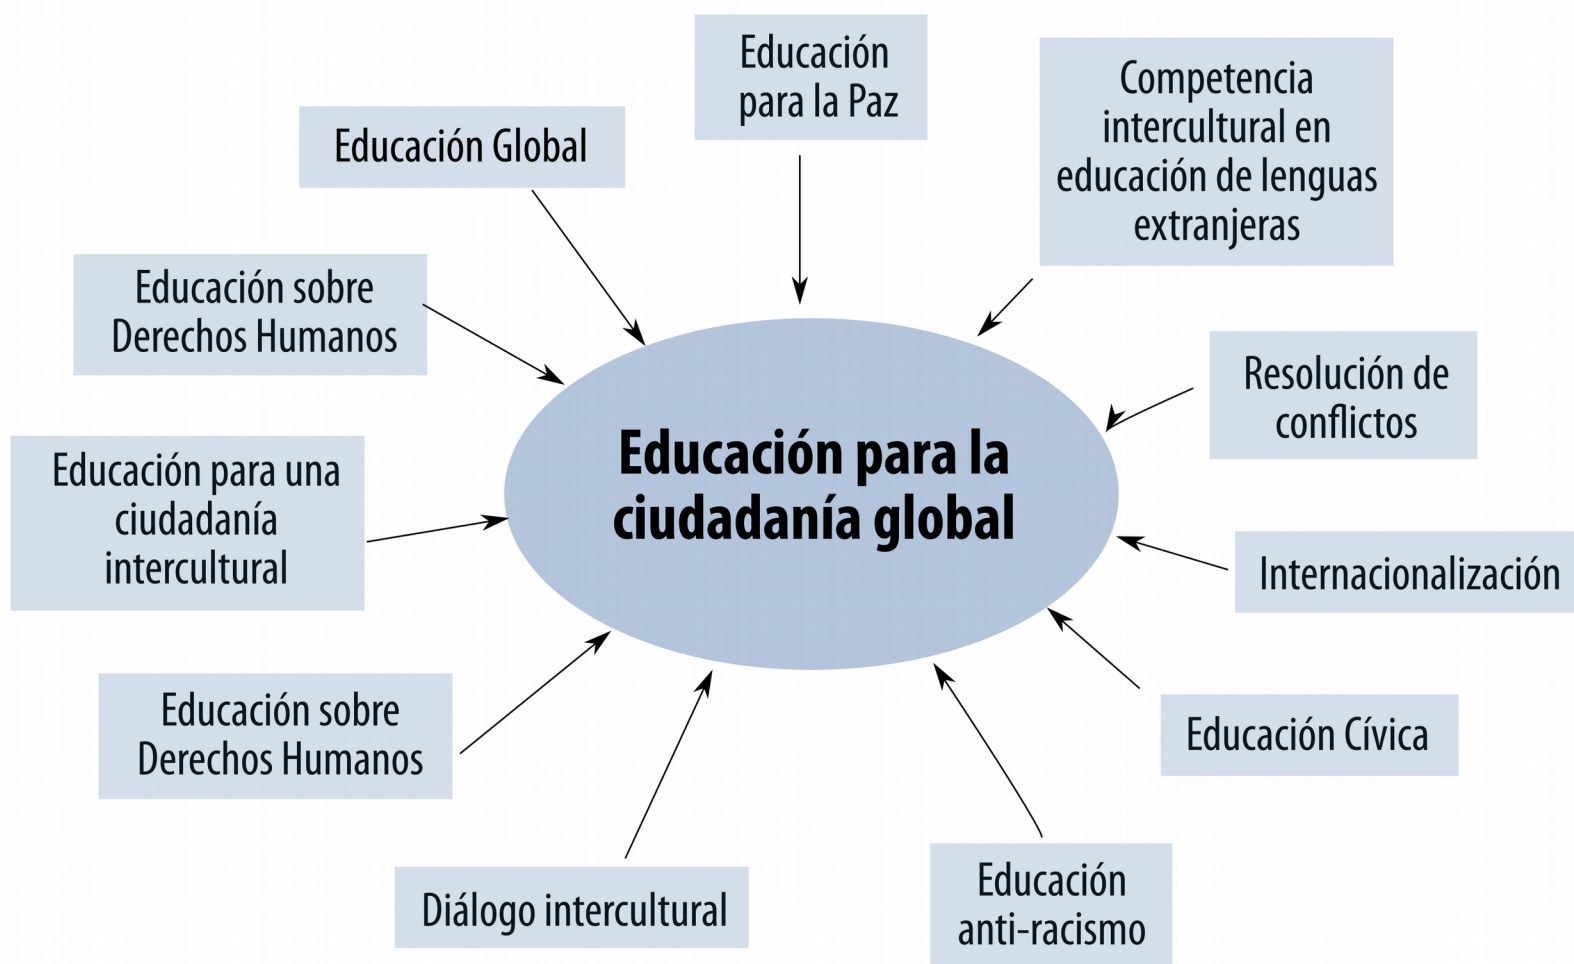 Educación
para la Paz
Competencia
intercultural en
educación de lenguas
extranjeras
Educación Global
Educación sobre
Derechos Humanos
Resolución de
conflictos
Educación para la
ciudadanía global
Educación para una
ciudadanía
intercultural
Internacionalización
Educación sobre
Derechos Humanos
Educación Cívica
Diálogo intercultural
Educación
anti-racismo